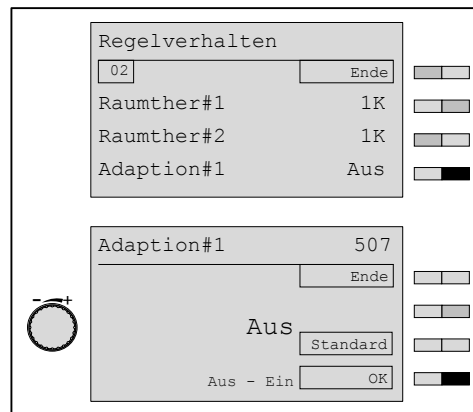 Regelverhalten
02 Ende
Raumther#1 1K
Raumther#2 1K
Adaption#1 Aus
Adaption#1 507
Ende
- +
Aus
Standard
Aus - Ein OK